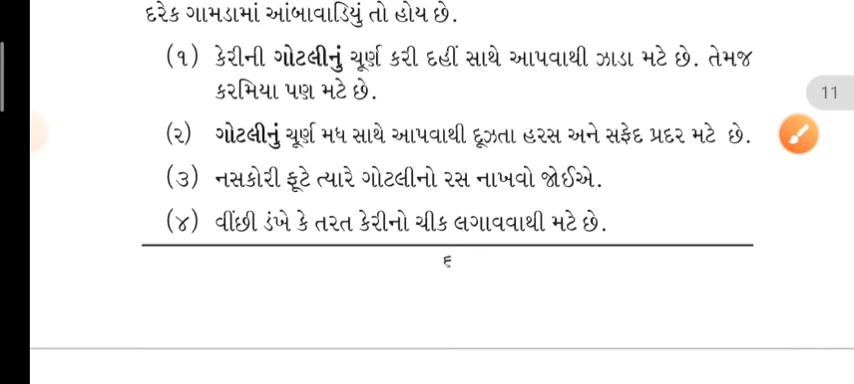 દરેક ગામડામાં આંબાવાડિયું તો હોય છે.
(૧) કેરીની ગોટલીનું ચૂર્ણ કરી દહીં સાથે આપવાથી ઝાડા મટે છે. તેમજ
કરમિયા પણ મટે છે.
11
(૨) ગોટલીનું ચૂર્ણ મધ સાથે આપવાથી દૂઝતા હરસ અને સફેદ પ્રદર મટે છે.
(૩) નસકોરી ફૂટે ત્યારે ગોટલીનો રસ નાખવો જોઈએ.
(૪) વીંછી ડંખે કે તરત કેરીનો ચીક લગાવવાથી મટે છે.
૬